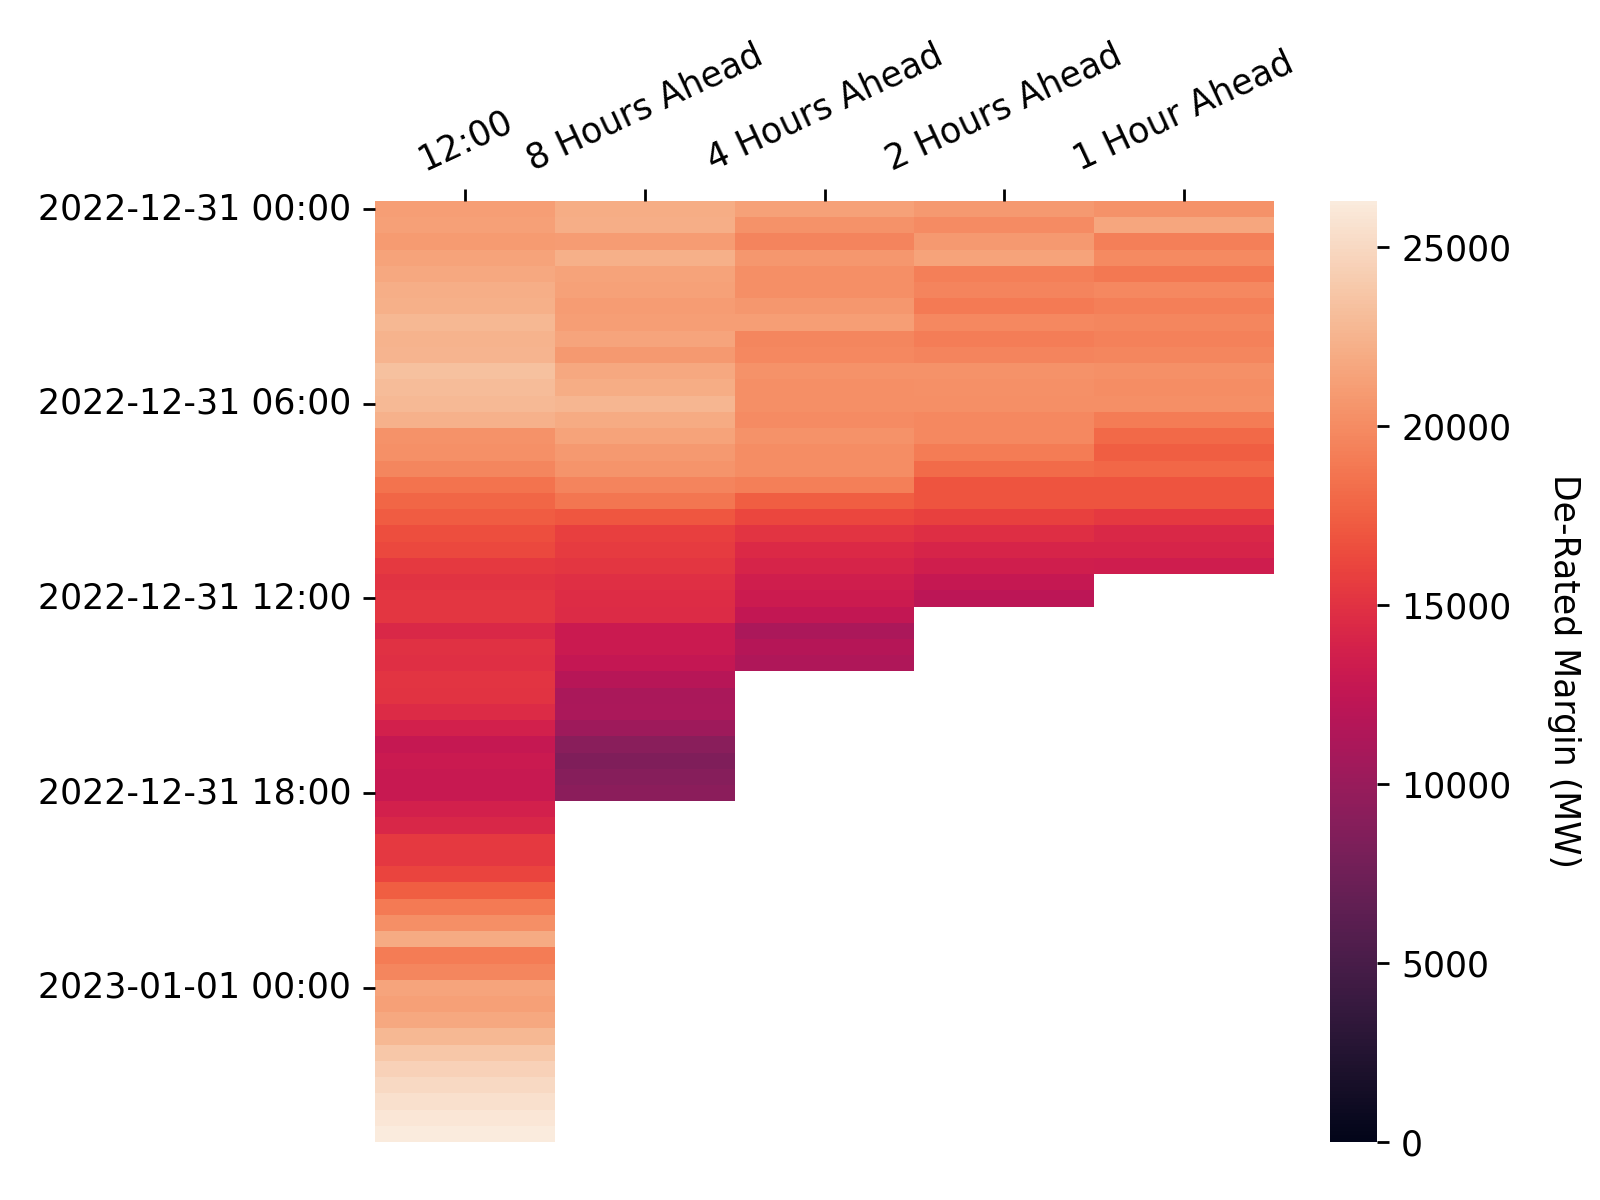 12:00
8 Hours Ahead
4 Hours Ahead
2 Hours Ahead
1 Hour Ahead
2022-12-31 00:00
2022-12-31 06:00
2022-12-31 12:00
2022-12-31 18:00
2023-01-01 00:00
25000
20000
15000
10000
5000
0
De-Rated Margin (MW)